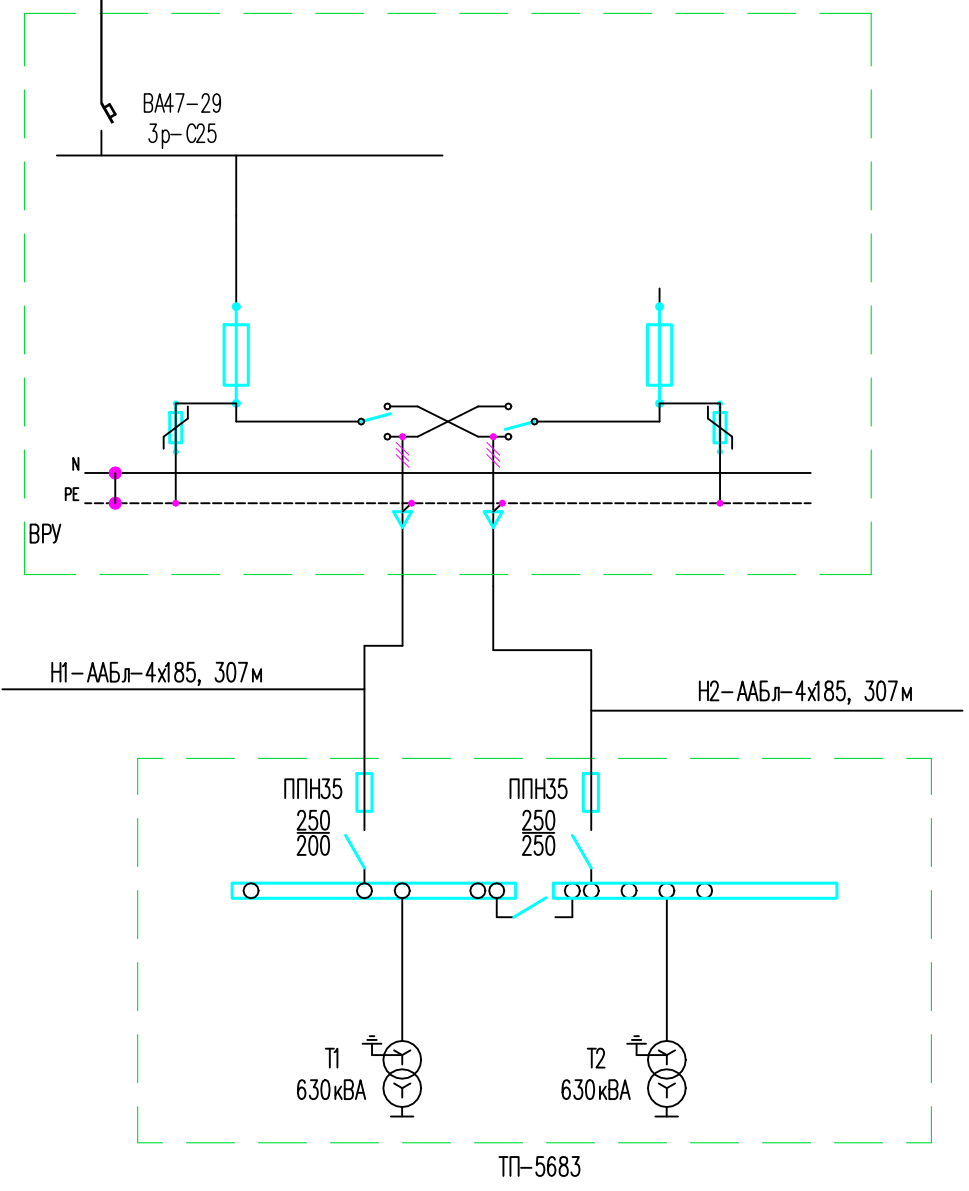 ВА47-29
3р-С25
N
PE
ВРУ
Н1-ААБл-4х185, 307м
Н2-ААБл-4х185, 307м
ППН35
250
200
ППН35
250
250
Т1
630кВА
Т2
630кВА
ТП-5683